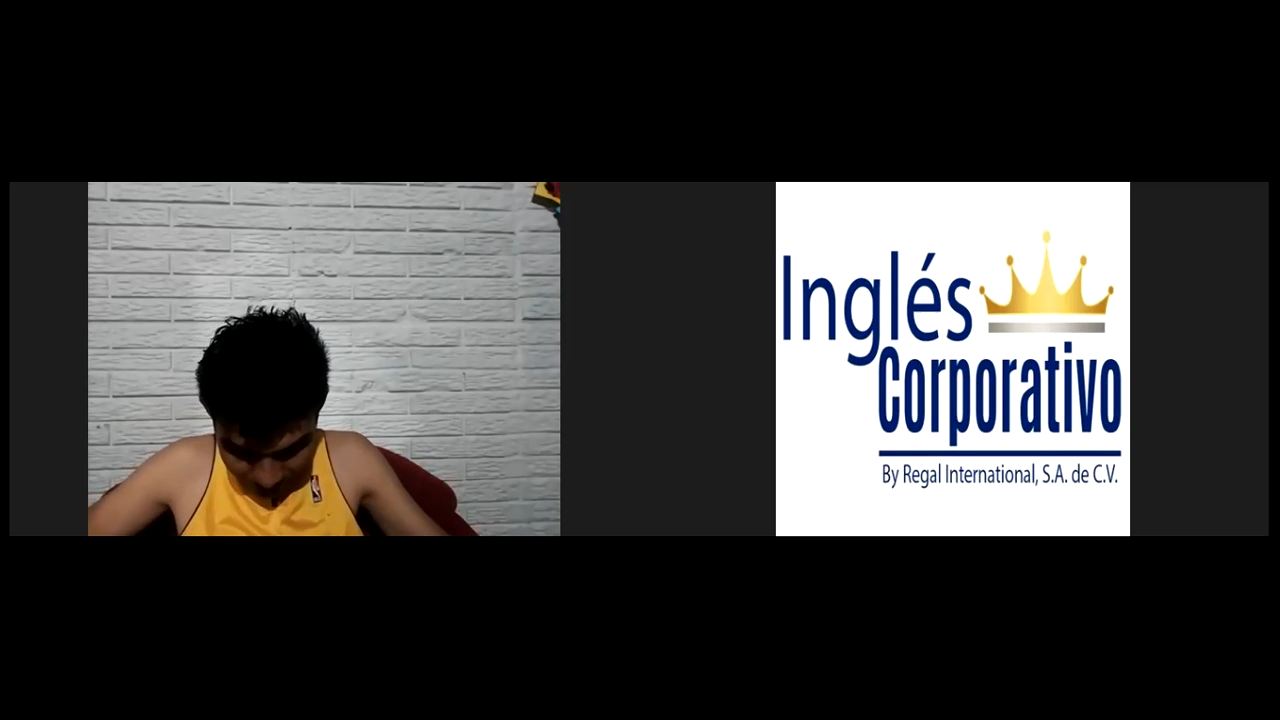 Inglés
Corporativo
By Regal International, S.A. de C.V.